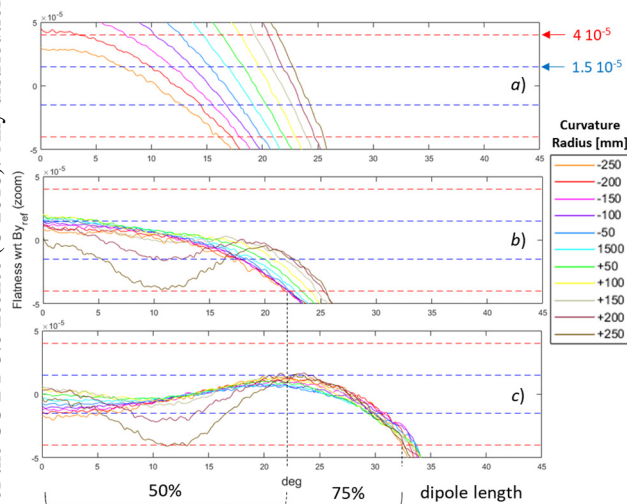 5 ×10⁻⁵
0
-5
0 5 10 15 20 25 30 35 40 45
a)
4 10⁻⁵
1.5 10⁻⁵
Curvature
Radius [mm]
-250
-200
-150
-100
-50
1500
+50
+100
+150
+200
+250
Flatness wrt By_ref (zoom)
5 ×10⁻⁵
0
-5
0 5 10 15 20 25 30 35 40 45
b)
5 ×10⁻⁵
0
-5
0 5 10 15 20 25 30 35 40 45
c)
deg
50% 75% dipole length